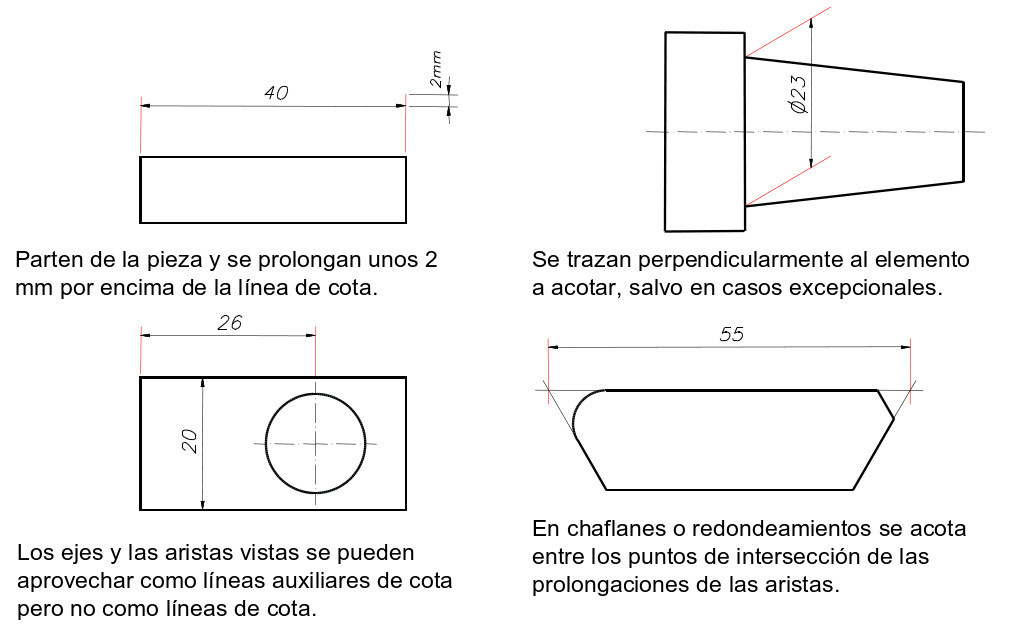 40
2mm
Parten de la pieza y se prolongan unos 2
mm por encima de la línea de cota.
Ø23
Se trazan perpendicularmente al elemento
a acotar, salvo en casos excepcionales.
26
20
Los ejes y las aristas vistas se pueden
aprovechar como líneas auxiliares de cota
pero no como líneas de cota.
55
En chaflanes o redondeamientos se acota
entre los puntos de intersección de las
prolongaciones de las aristas.